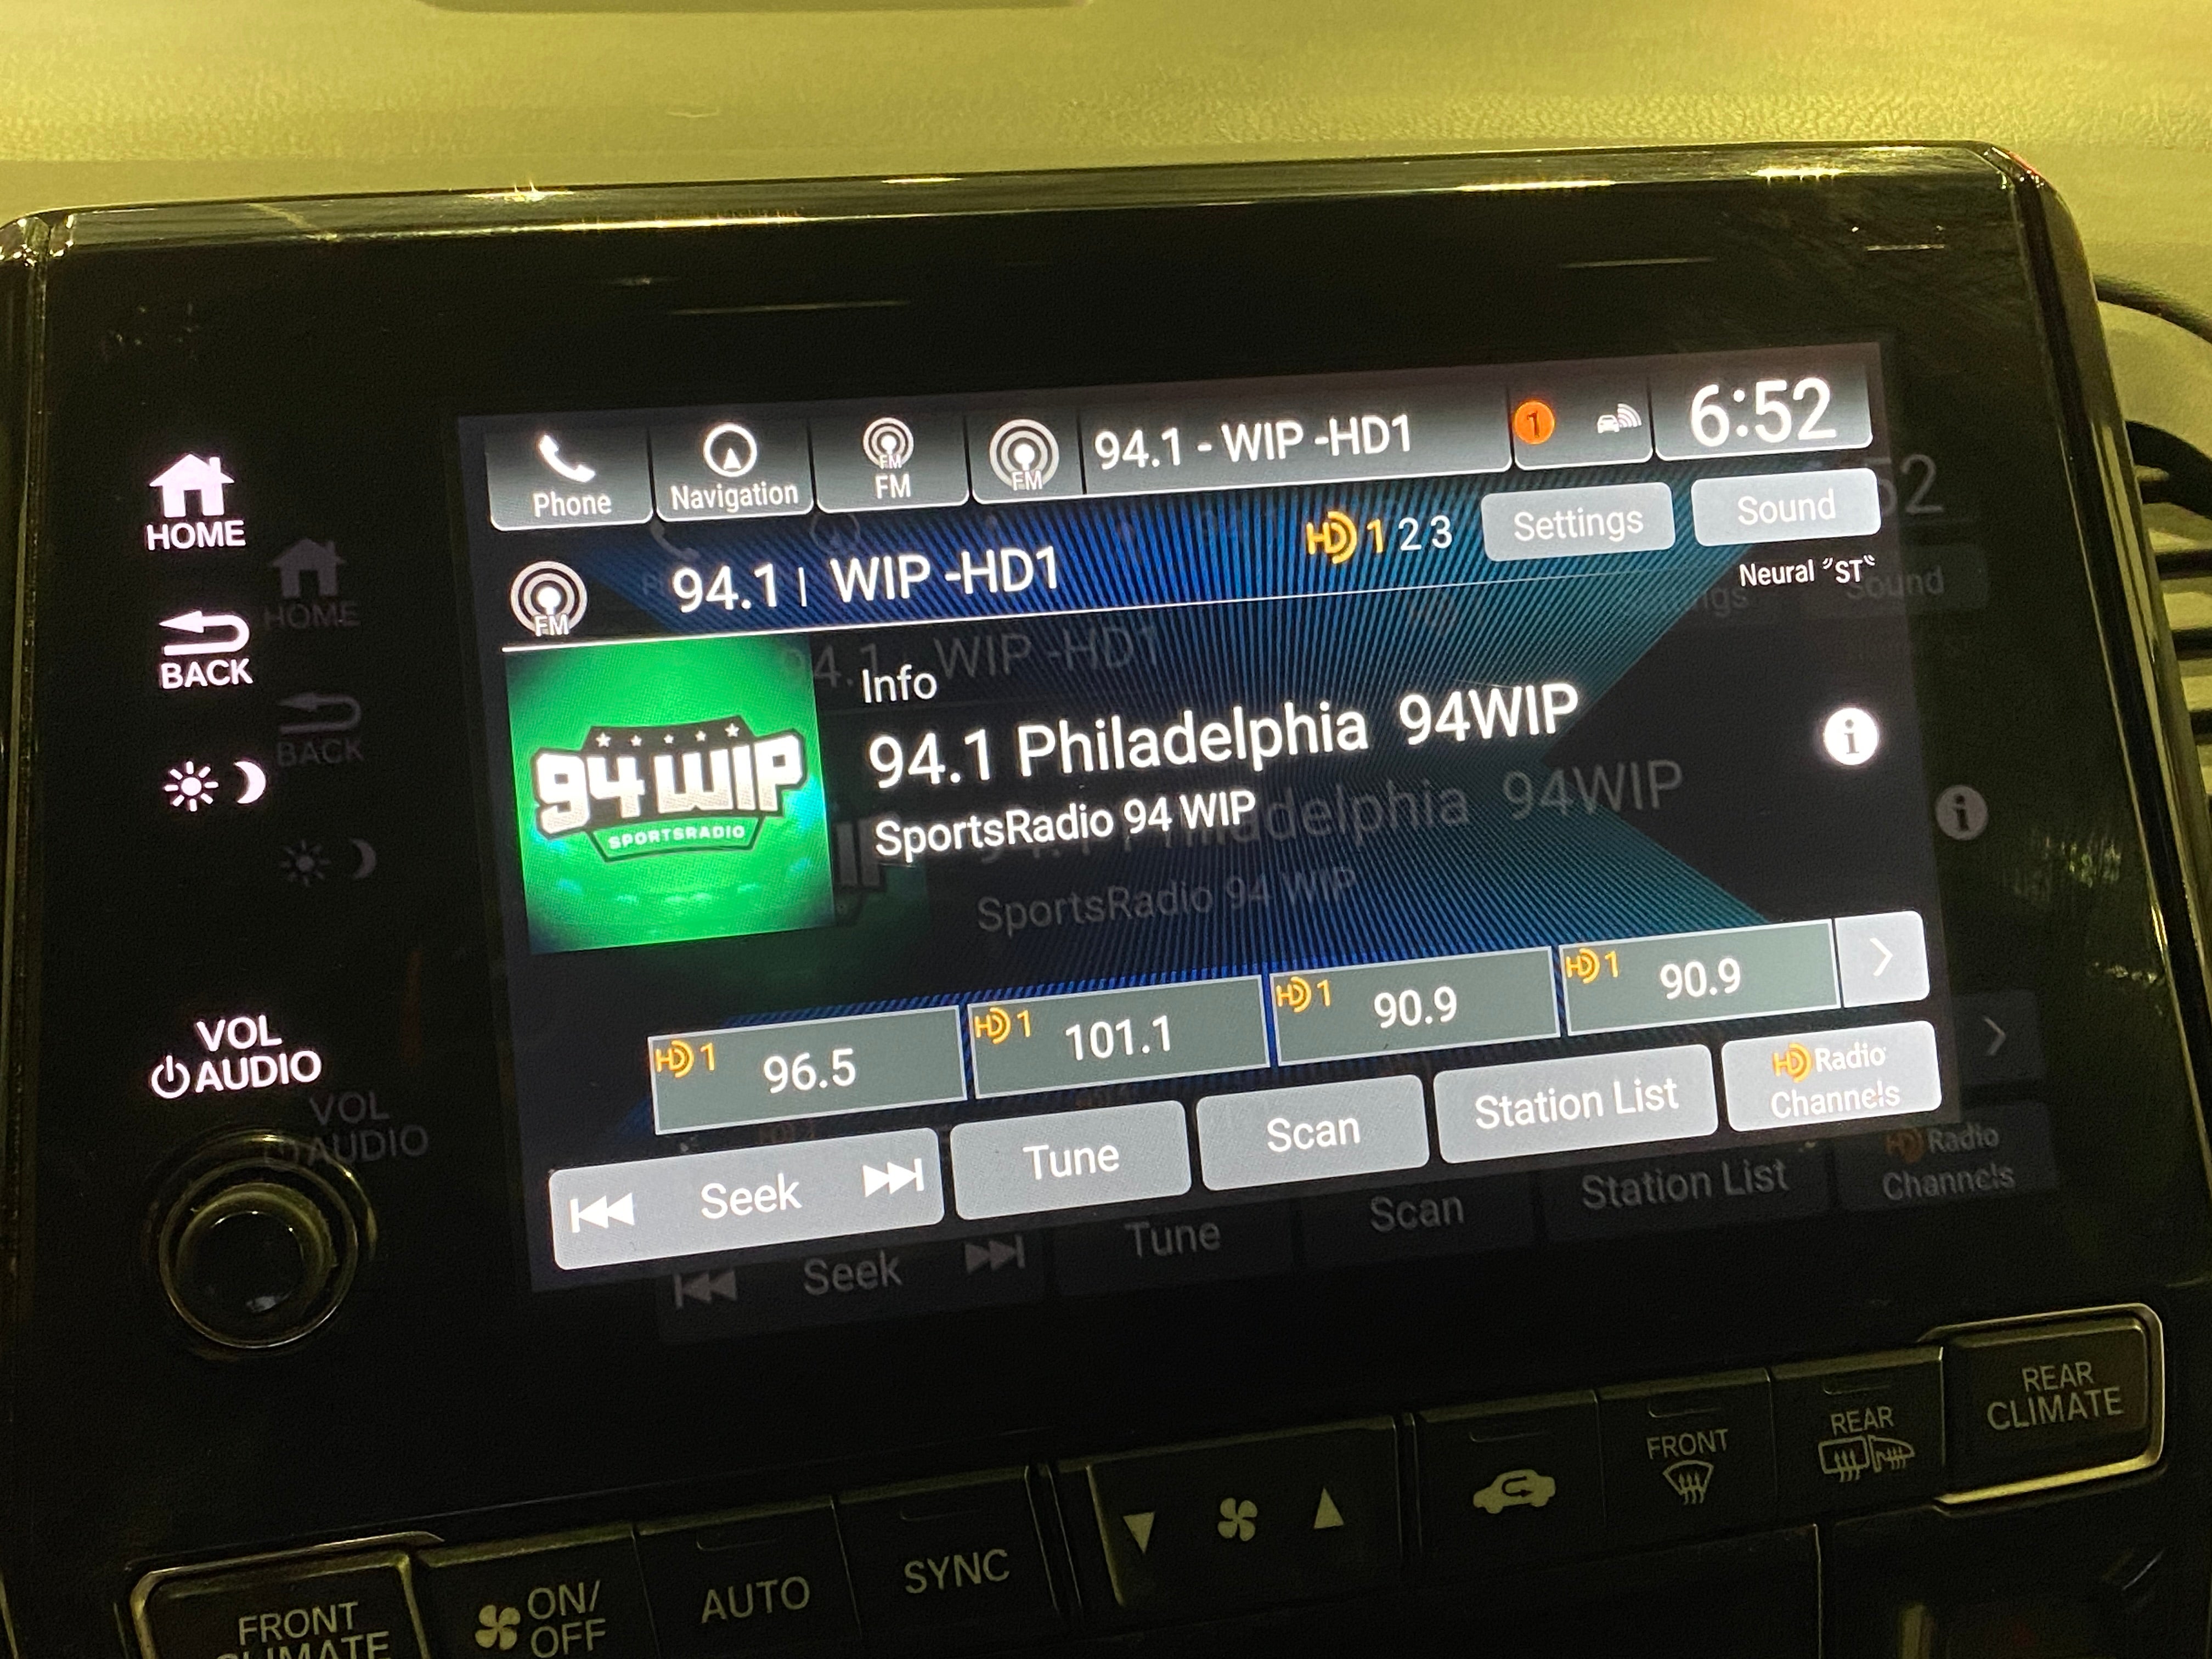 Phone
Navigation
FM
FM
FM
94.1 - WIP -HD1
1
6:52
FM
94.1 | WIP -HD1
HD 1 2 3
Settings
Sound
Neural "ST"
HOME
BACK
VOL
AUDIO
94 WIP
SPORTSRADIO
Info
94.1 Philadelphia 94WIP
SportsRadio 94 WIP
i
HD 1 96.5
HD 1 101.1
HD 1 90.9
HD 1 90.9
Seek
Tune
Scan
Station List
HD Radio
Channels
FRONT
CLIMATE
ON/
OFF
AUTO
SYNC
FRONT
REAR
REAR
CLIMATE